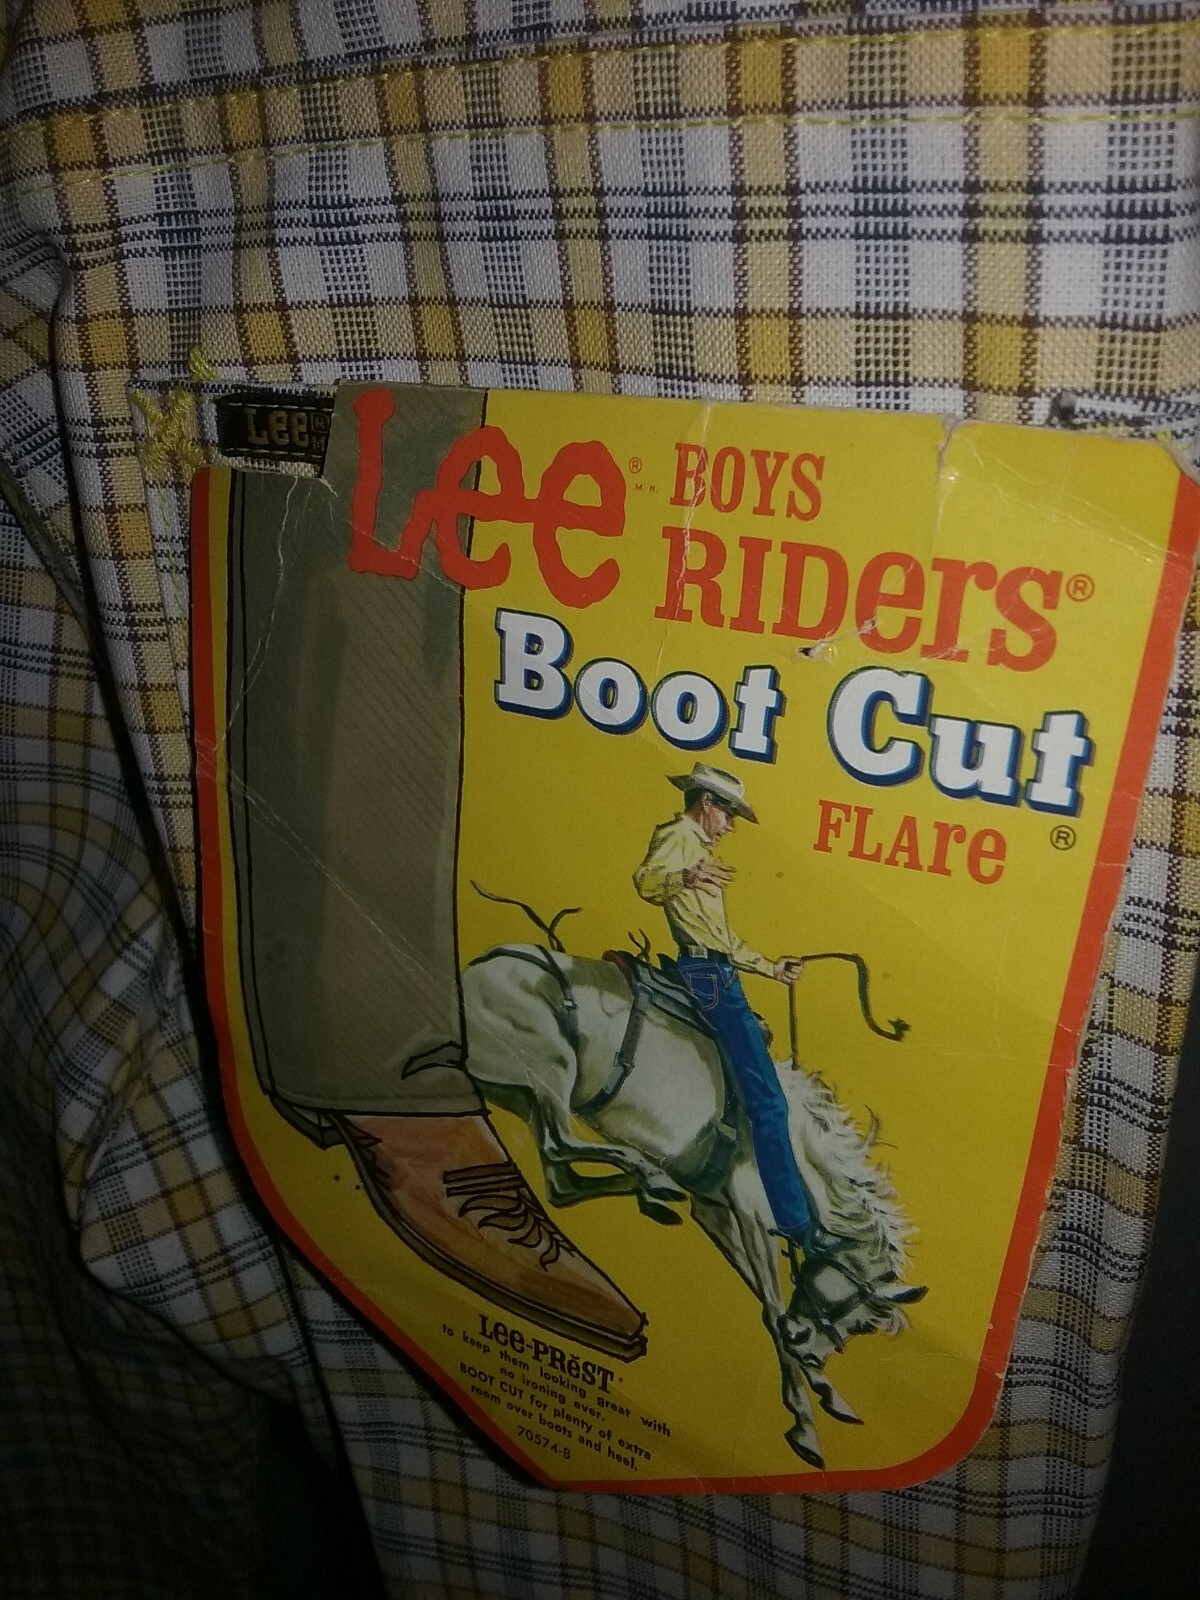 Lee® M
Lee® M.R. BOYS
RIDERS®
Boot Cut®
FLARE
LEE-PREST.
to keep them looking great with
no ironing ever.
BOOT CUT for plenty of extra
room over boots and heel.
70574-8